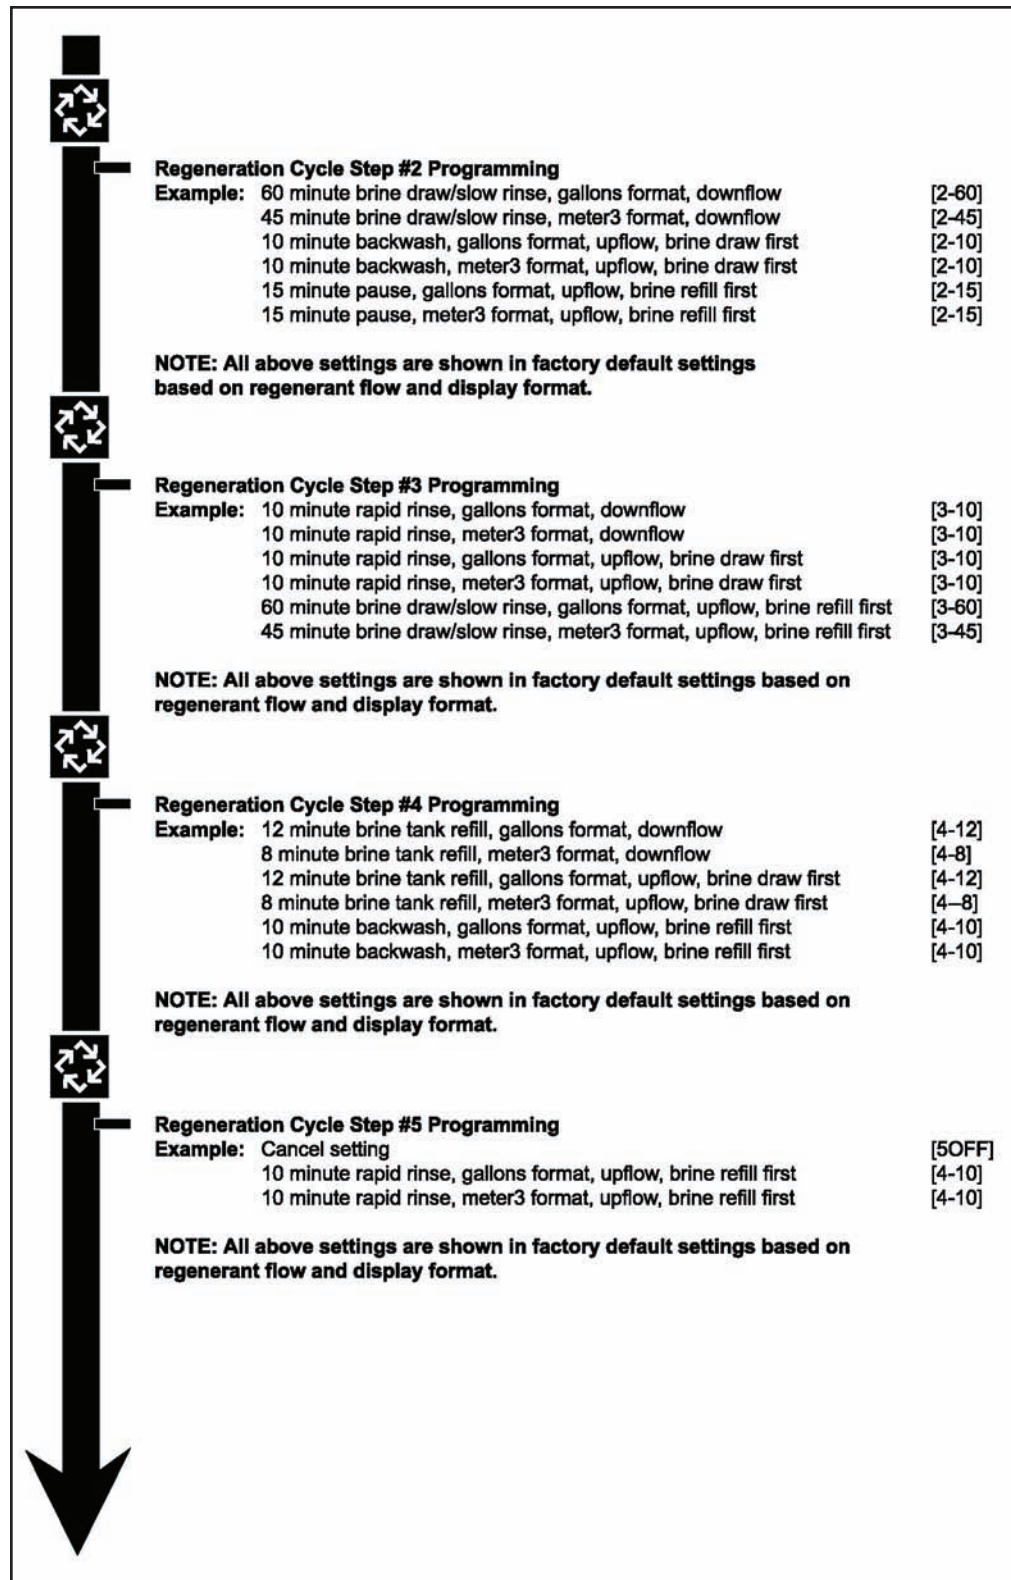 Regeneration Cycle Step #2 Programming
Example: 60 minute brine draw/slow rinse, gallons format, downflow [2-60]
45 minute brine draw/slow rinse, meter3 format, downflow [2-45]
10 minute backwash, gallons format, upflow, brine draw first [2-10]
10 minute backwash, meter3 format, upflow, brine draw first [2-10]
15 minute pause, gallons format, upflow, brine refill first [2-15]
15 minute pause, meter3 format, upflow, brine refill first [2-15]
NOTE: All above settings are shown in factory default settings
based on regenerant flow and display format.
Regeneration Cycle Step #3 Programming
Example: 10 minute rapid rinse, gallons format, downflow [3-10]
10 minute rapid rinse, meter3 format, downflow [3-10]
10 minute rapid rinse, gallons format, upflow, brine draw first [3-10]
10 minute rapid rinse, meter3 format, upflow, brine draw first [3-10]
60 minute brine draw/slow rinse, gallons format, upflow, brine refill first [3-60]
45 minute brine draw/slow rinse, meter3 format, upflow, brine refill first [3-45]
NOTE: All above settings are shown in factory default settings based on
regenerant flow and display format.
Regeneration Cycle Step #4 Programming
Example: 12 minute brine tank refill, gallons format, downflow [4-12]
8 minute brine tank refill, meter3 format, downflow [4-8]
12 minute brine tank refill, gallons format, upflow, brine draw first [4-12]
8 minute brine tank refill, meter3 format, upflow, brine draw first [4--8]
10 minute backwash, gallons format, upflow, brine refill first [4-10]
10 minute backwash, meter3 format, upflow, brine refill first [4-10]
NOTE: All above settings are shown in factory default settings based on
regenerant flow and display format.
Regeneration Cycle Step #5 Programming
Example: Cancel setting [5OFF]
10 minute rapid rinse, gallons format, upflow, brine refill first [4-10]
10 minute rapid rinse, meter3 format, upflow, brine refill first [4-10]
NOTE: All above settings are shown in factory default settings based on
regenerant flow and display format.